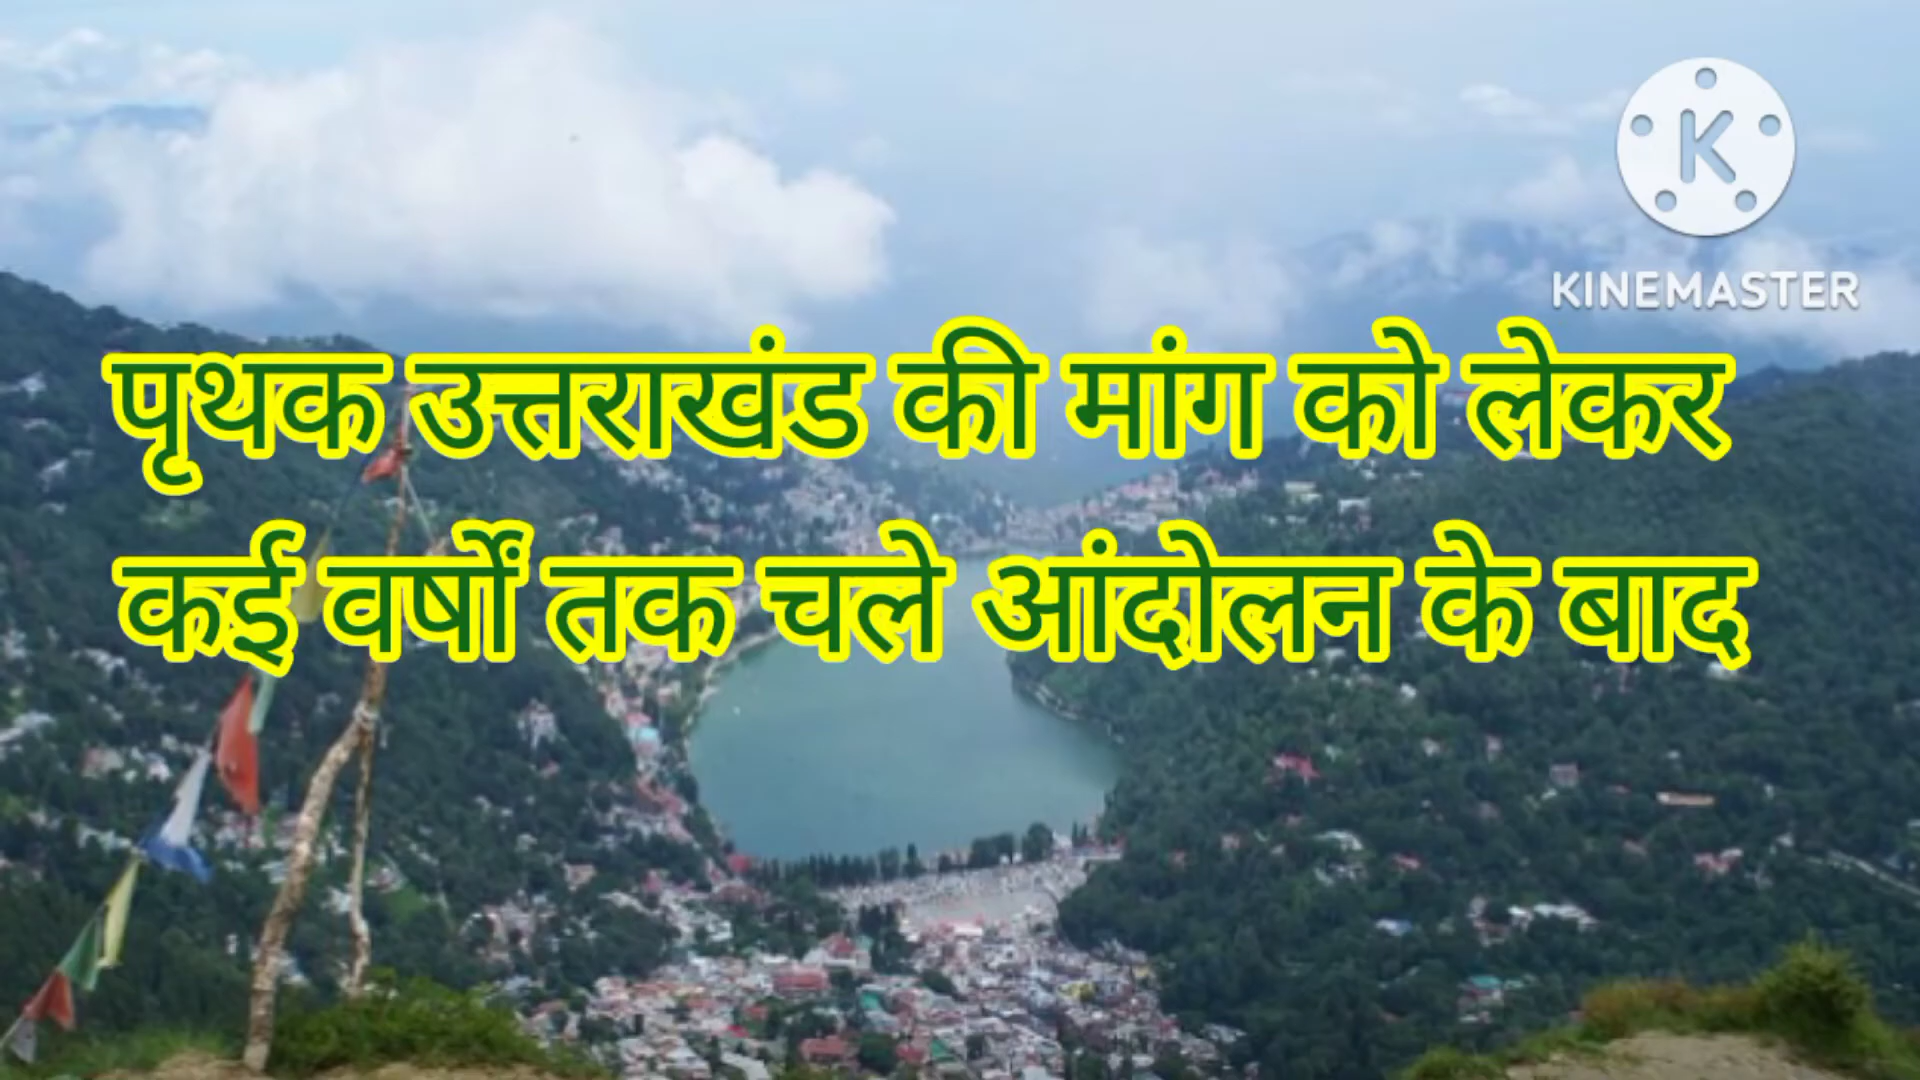 K
KINEMASTER
पृथक उत्तराखंड की मांग को लेकर
कई वर्षों तक चले आंदोलन के बाद